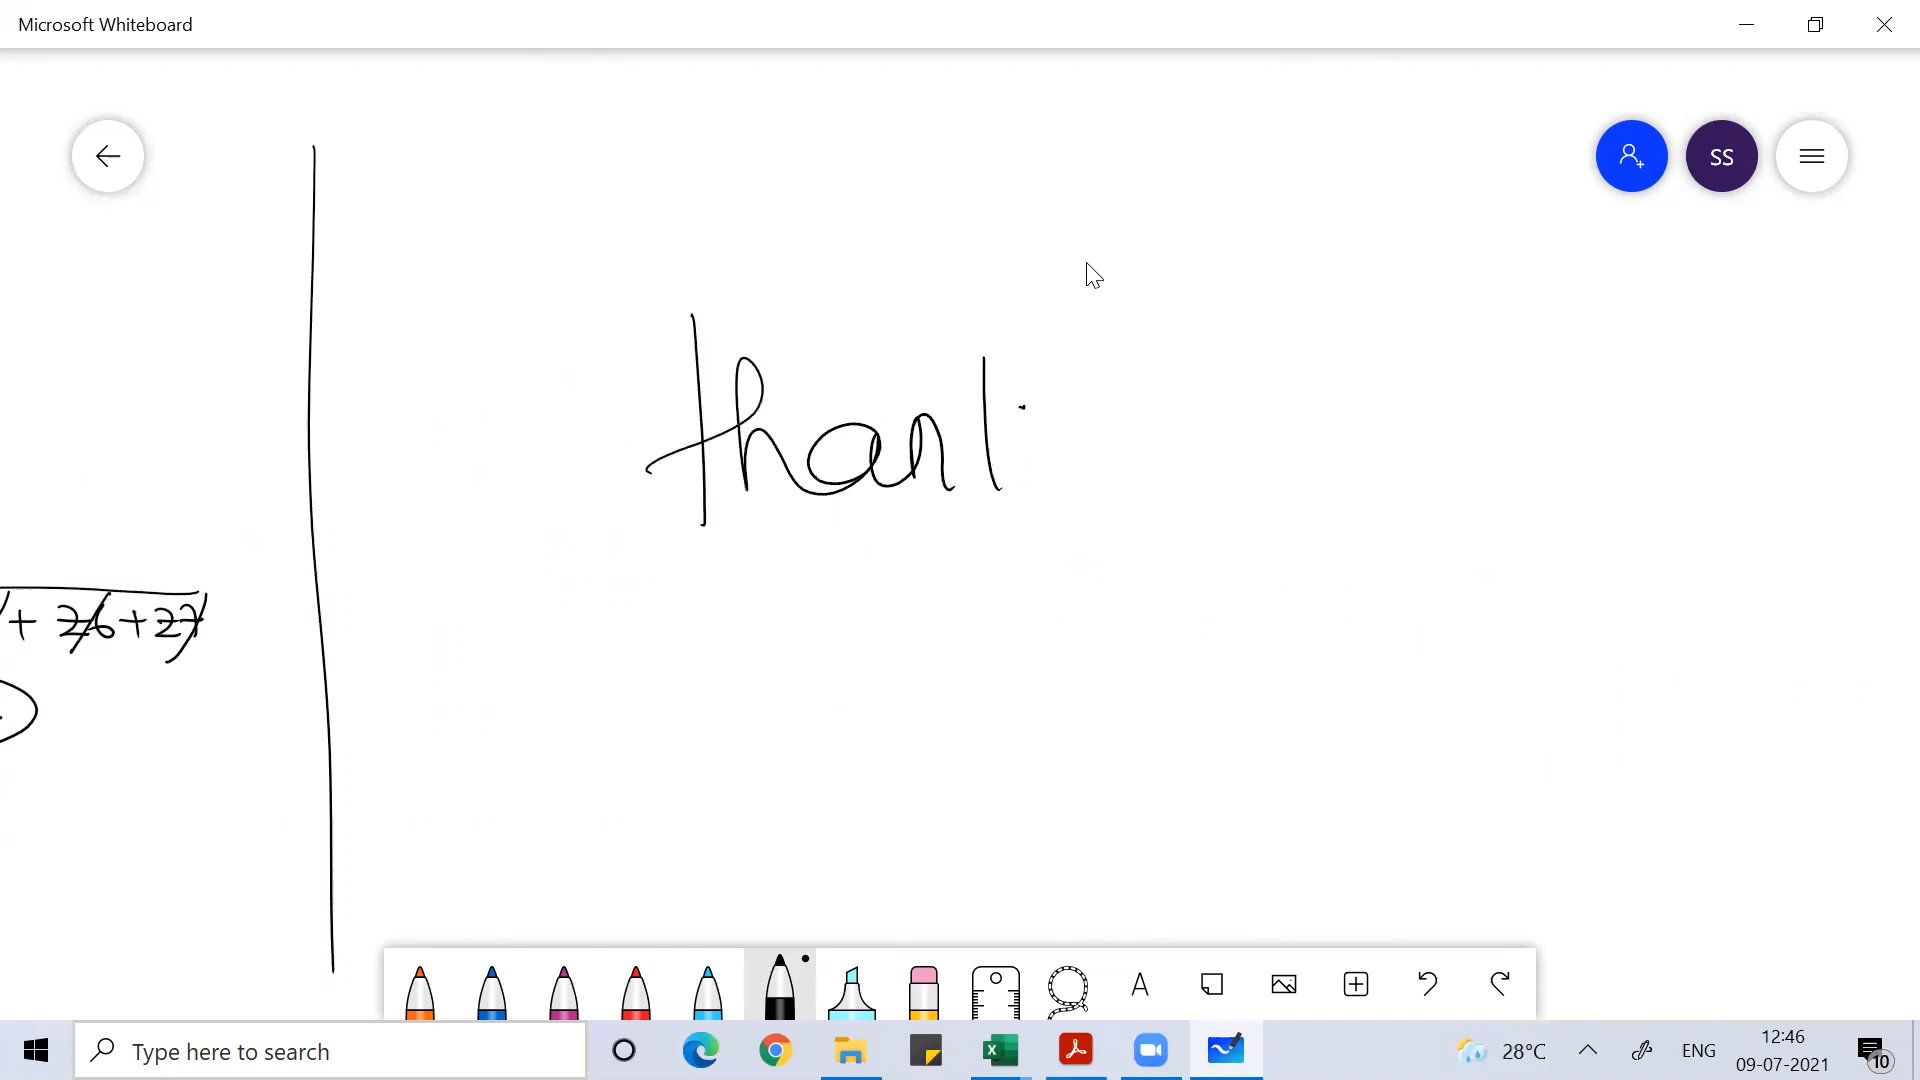 Microsoft Whiteboard
SS
thanl
+ 26 + 27
A
Type here to search
28°C
ENG
12:46
09-07-2021
10